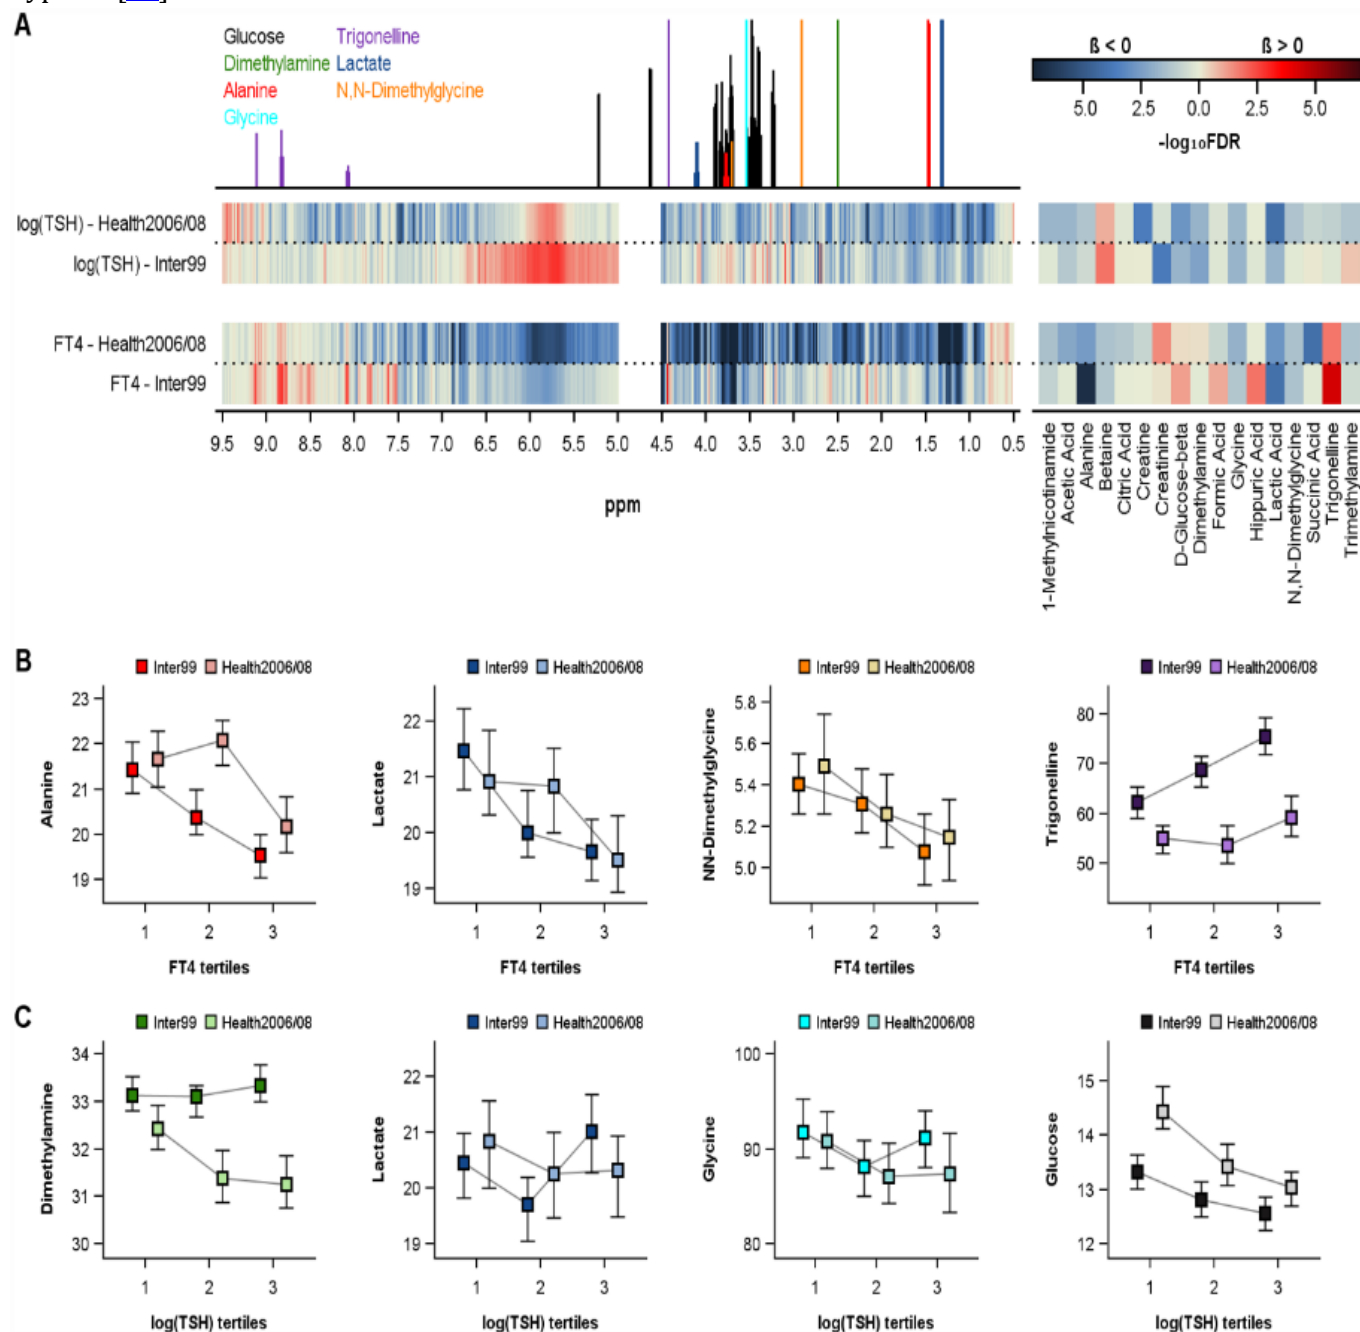 A
Glucose Trigonelline
Dimethylamine Lactate
Alanine N,N-Dimethylglycine
Glycine
ß < 0 ß > 0
5.0 2.5 0.0 2.5 5.0
-log₁₀FDR
log(TSH) - Health2006/08
log(TSH) - Inter99
FT4 - Health2006/08
FT4 - Inter99
9.5 9.0 8.5 8.0 7.5 7.0 6.5 6.0 5.5 5.0 4.5 4.0 3.5 3.0 2.5 2.0 1.5 1.0 0.5
ppm
1-Methylnicotinamide
Acetic Acid
Alanine
Betaine
Citric Acid
Creatine
Creatinine
D-Glucose-beta
Dimethylamine
Formic Acid
Glycine
Hippuric Acid
Lactic Acid
N,N-Dimethylglycine
Succinic Acid
Trigonelline
Trimethylamine
B
Inter99 Health2006/08
Alanine
23
22
21
20
19
1 2 3
FT4 tertiles
Inter99 Health2006/08
Lactate
22
21
20
19
1 2 3
FT4 tertiles
Inter99 Health2006/08
NN-Dimethylglycine
5.8
5.6
5.4
5.2
5.0
1 2 3
FT4 tertiles
Inter99 Health2006/08
Trigonelline
80
70
60
50
1 2 3
FT4 tertiles
C
Inter99 Health2006/08
Dimethylamine
34
33
32
31
30
1 2 3
log(TSH) tertiles
Inter99 Health2006/08
Lactate
22
21
20
19
1 2 3
log(TSH) tertiles
Inter99 Health2006/08
Glycine
100
90
80
1 2 3
log(TSH) tertiles
Inter99 Health2006/08
Glucose
15
14
13
12
1 2 3
log(TSH) tertiles